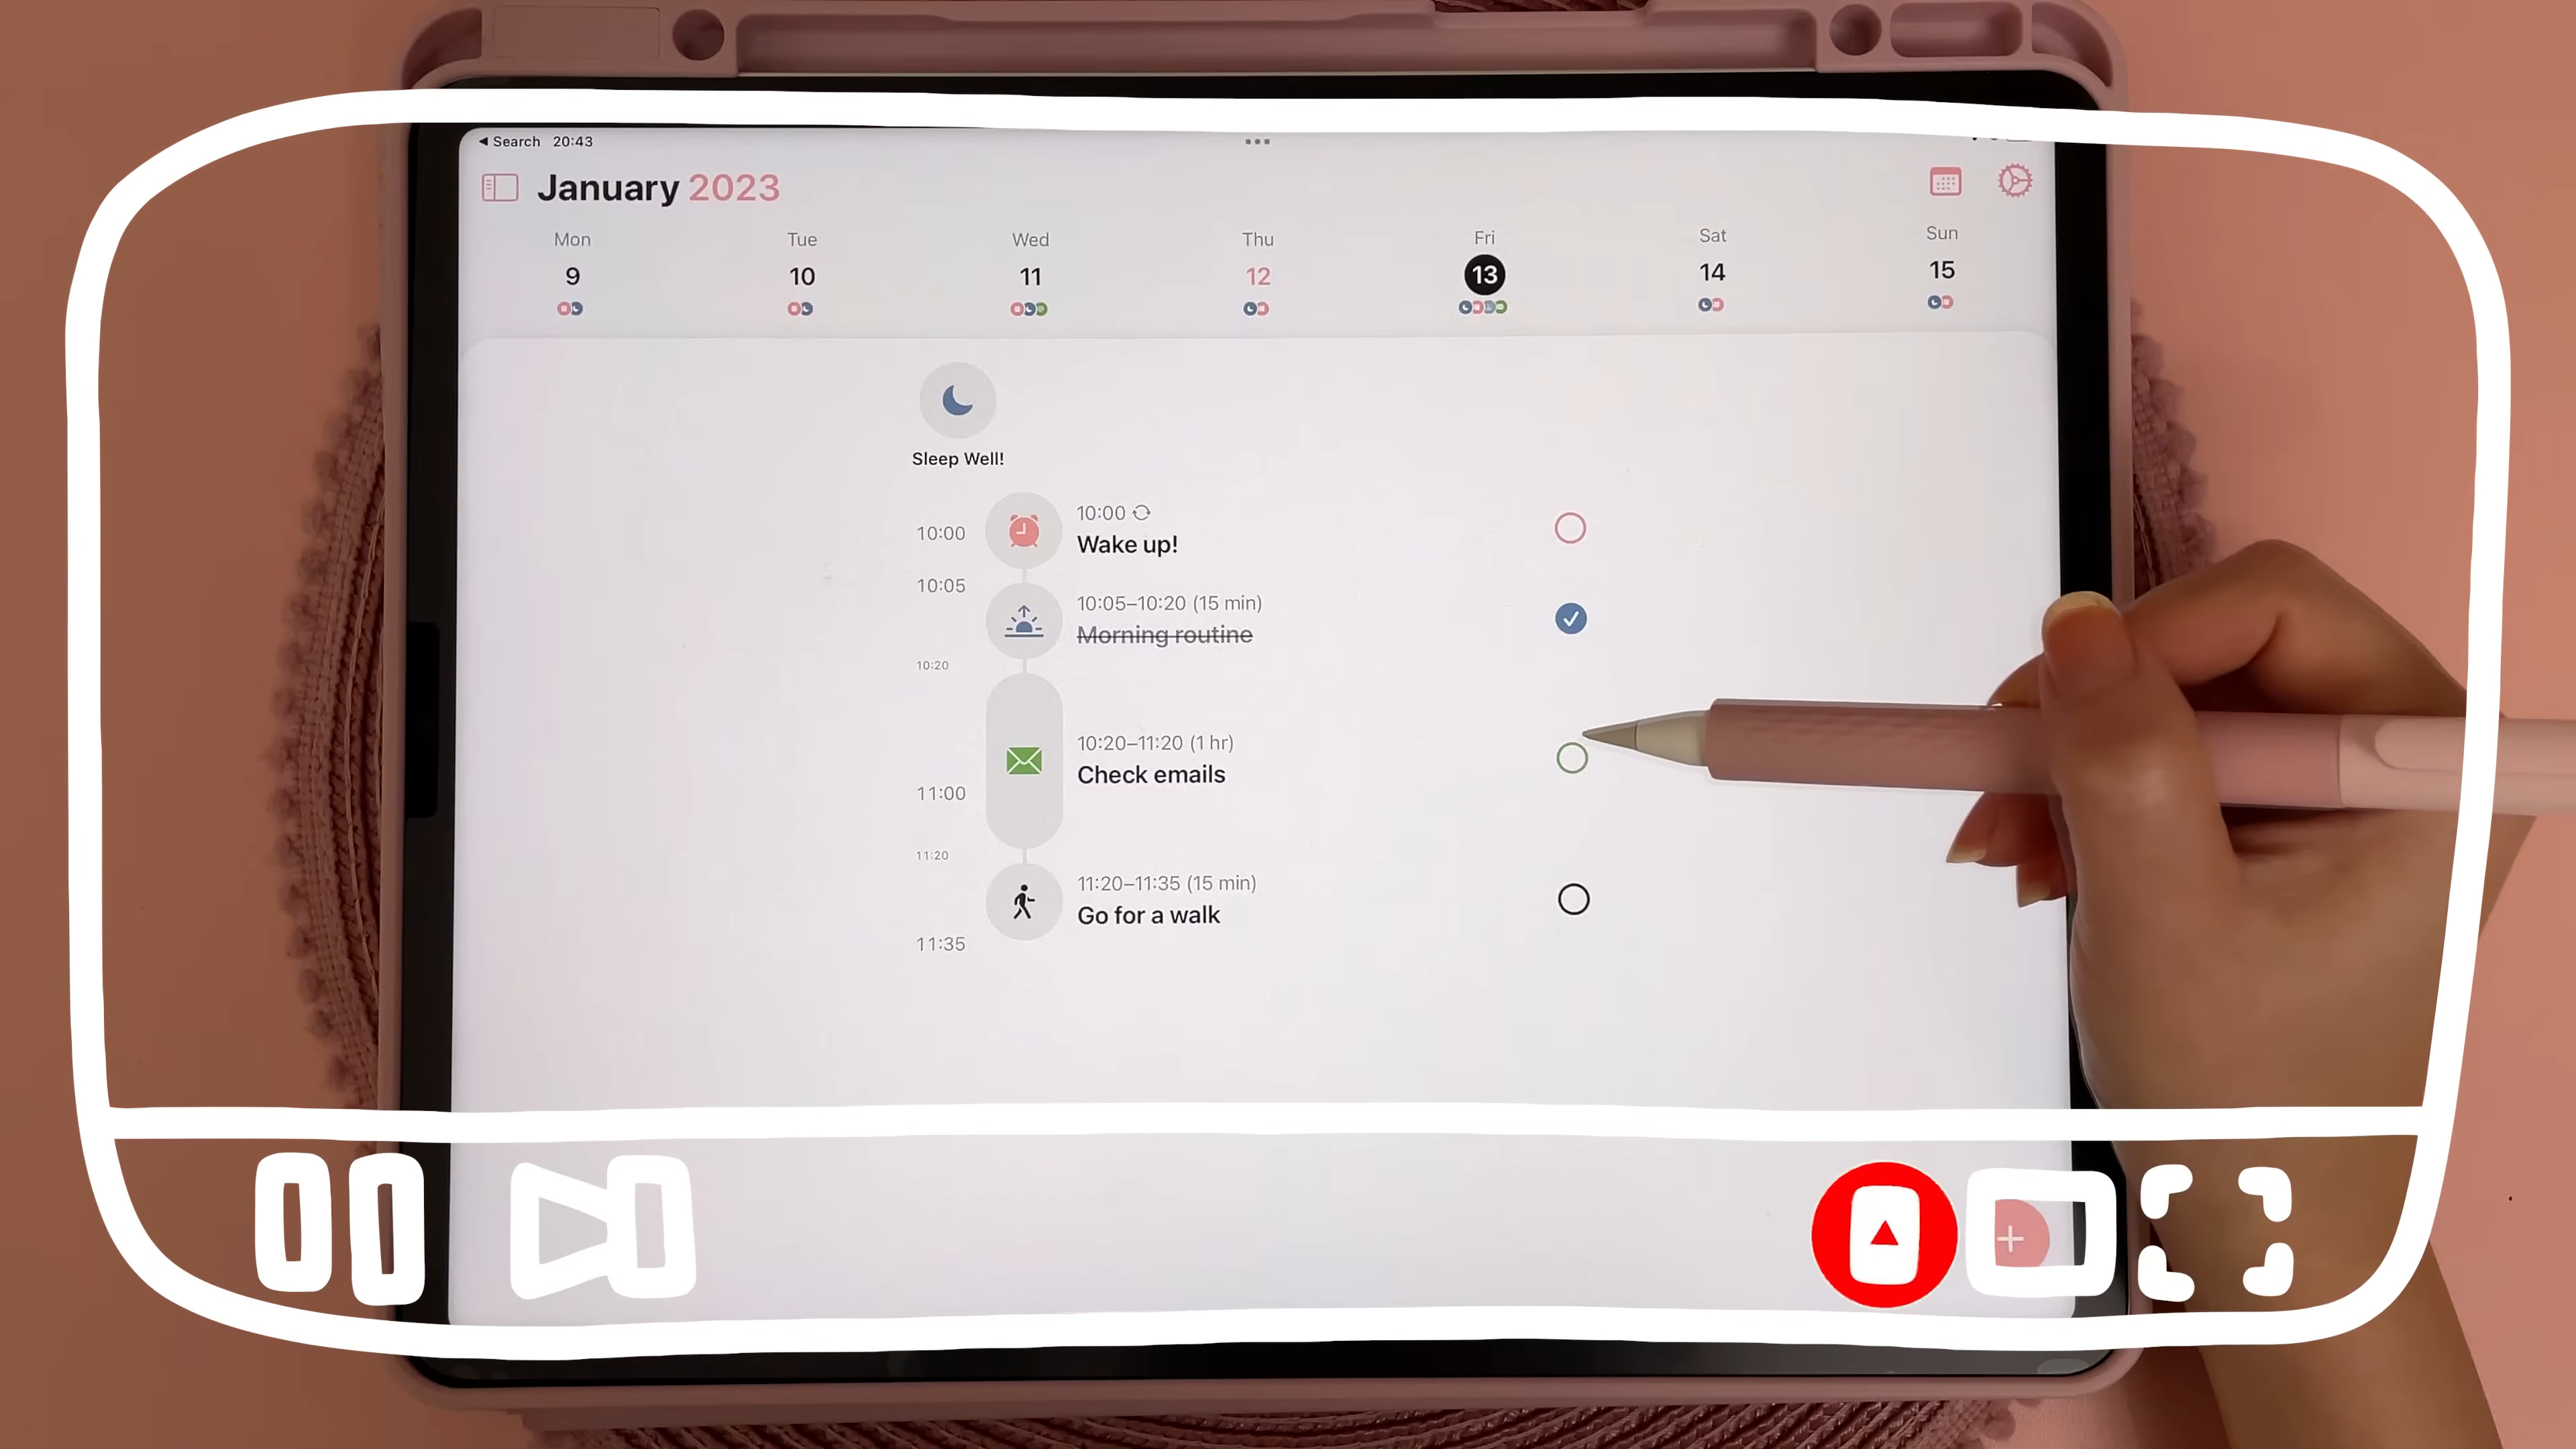 ◀ Search 20:43
January 2023
Mon Tue Wed Thu Fri Sat Sun
9 10 11 12 13 14 15
Sleep Well!
10:00
10:00
Wake up!
10:05
10:05–10:20 (15 min)
Morning routine
10:20
10:20–11:20 (1 hr)
Check emails
11:00
11:20
11:20–11:35 (15 min)
Go for a walk
11:35